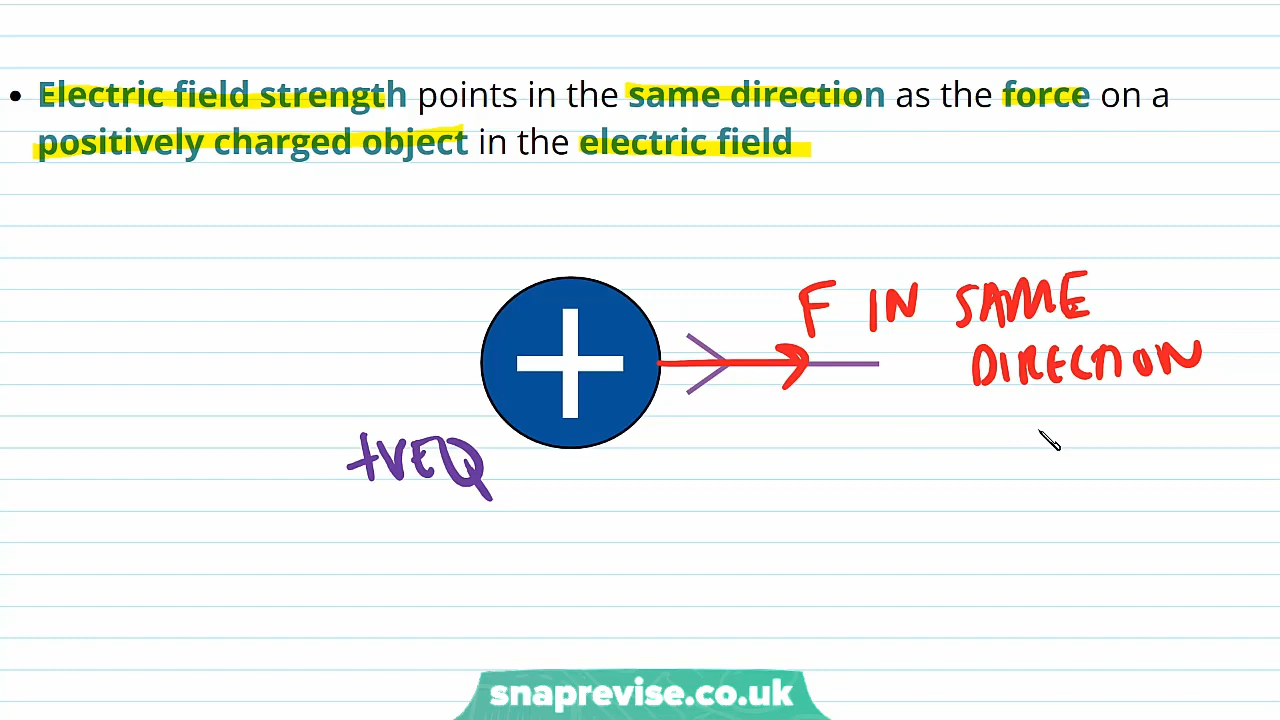 • Electric field strength points in the same direction as the force on a
positively charged object in the electric field
F IN SAME
DIRECTION
+VE Q
snaprevise.co.uk